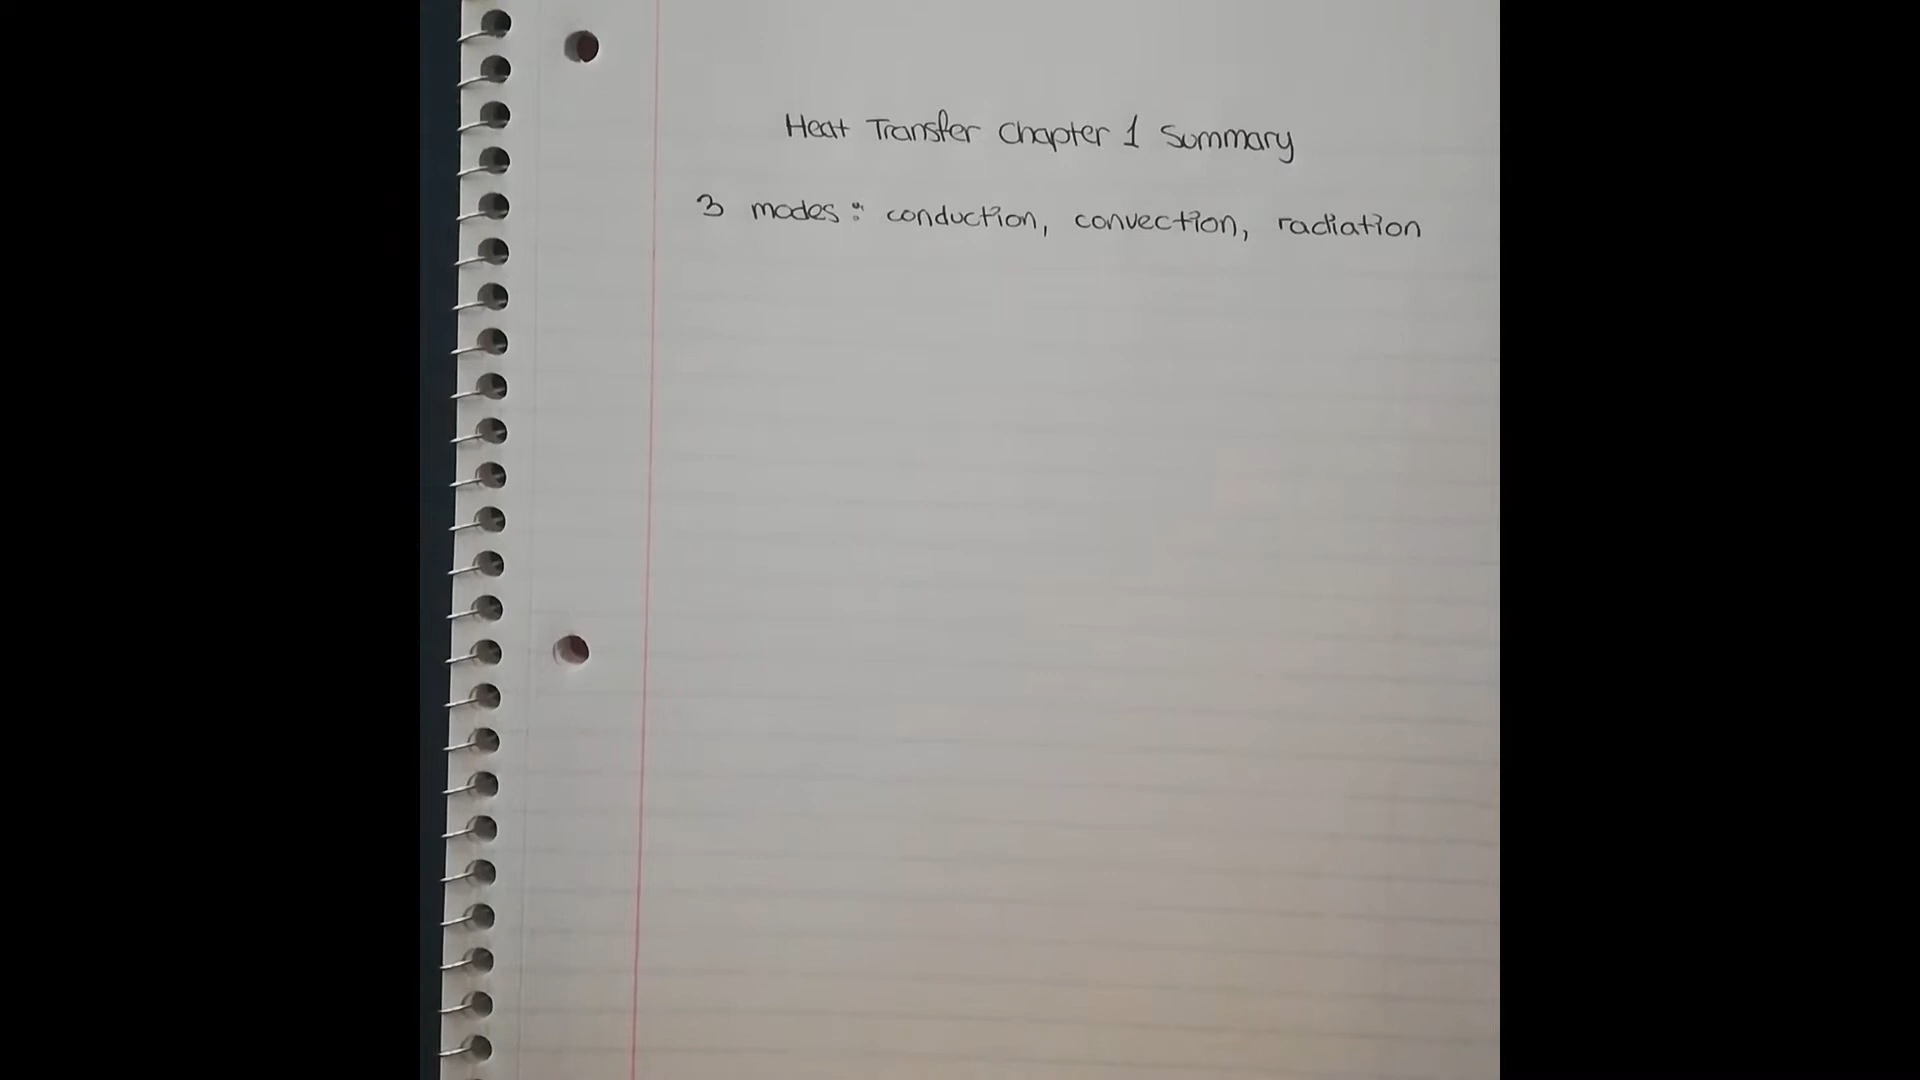 Heat Transfer Chapter 1 Summary
3 modes: conduction, convection, radiation